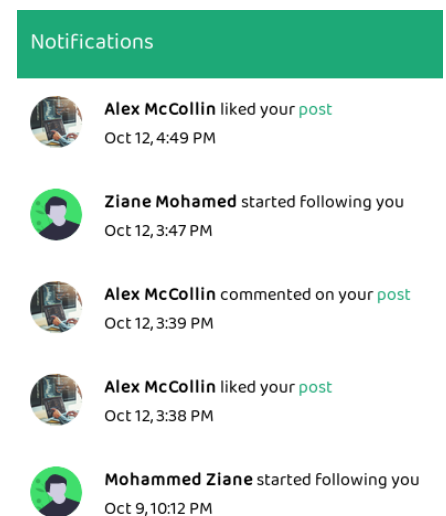 Notifications
Alex McCollin liked your post
Oct 12, 4:49 PM
Ziane Mohamed started following you
Oct 12, 3:47 PM
Alex McCollin commented on your post
Oct 12, 3:39 PM
Alex McCollin liked your post
Oct 12, 3:38 PM
Mohammed Ziane started following you
Oct 9, 10:12 PM